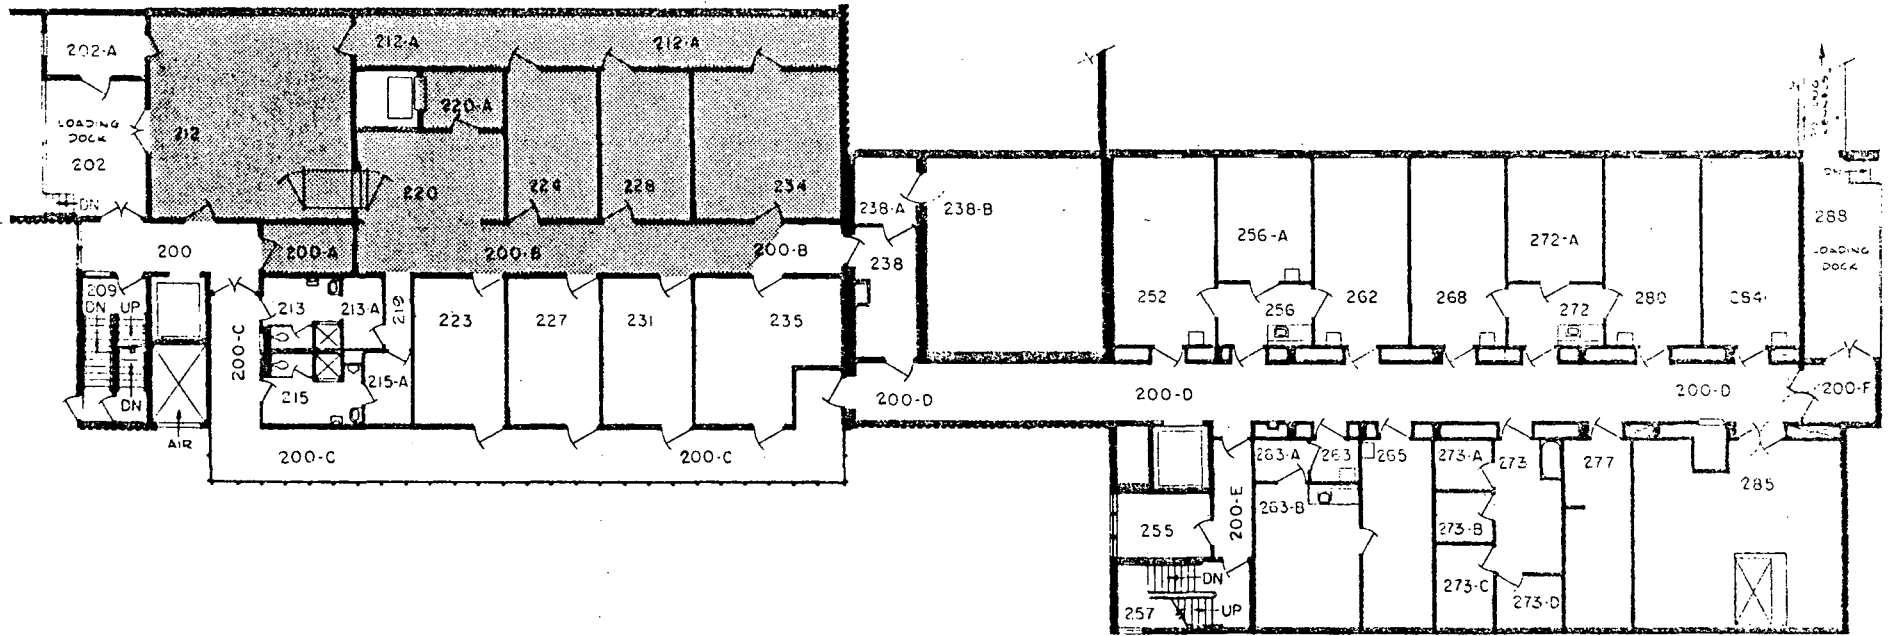 202-A
212-A
212-A
220-A
LOADING
DOCK
202
212
220
224
228
234
DN
238-A
238-B
256-A
272-A
288
DN
LOADING
DOCK
200
200-A
200-B
200-B
238
209
DN
UP
213
213-A
219
223
227
231
235
252
256
262
268
272
280
284
200-C
215-A
215
DN
AIR
200-C
200-C
200-D
200-D
200-D
200-F
263-A
263
265
273-A
273
277
285
255
200-E
263-B
273-B
DN
273-C
273-D
257
UP